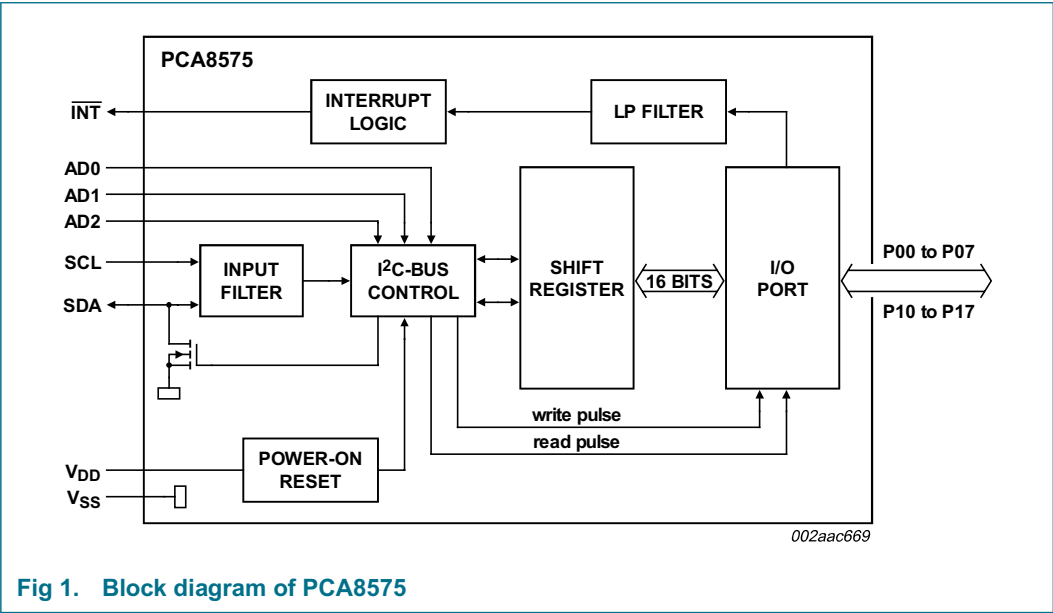 PCA8575
INT
INTERRUPT
LOGIC
LP FILTER
AD0
AD1
AD2
SCL
SDA
INPUT
FILTER
I²C-BUS
CONTROL
SHIFT
REGISTER
16 BITS
I/O
PORT
P00 to P07
P10 to P17
write pulse
read pulse
VDD
VSS
POWER-ON
RESET
002aac669
Fig 1. Block diagram of PCA8575